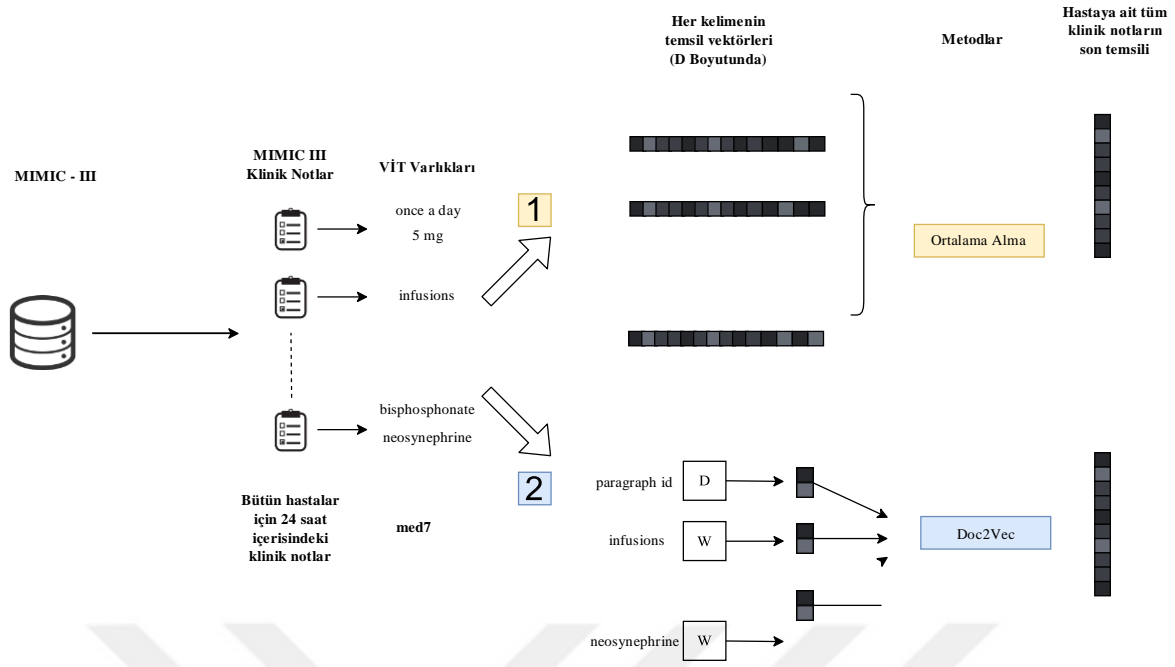 Her kelimenin
temsil vektörleri
(D Boyutunda)
Metodlar
Hastaya ait tüm
klinik notların
son temsili
MIMIC - III
MIMIC III
Klinik Notlar
VİT Varlıkları
once a day
5 mg
1
infusions
Ortalama Alma
bisphosphonate
neosynephrine
2
Bütün hastalar
için 24 saat
içerisindeki
klinik notlar
med7
paragraph id
D
infusions
W
Doc2Vec
neosynephrine
W